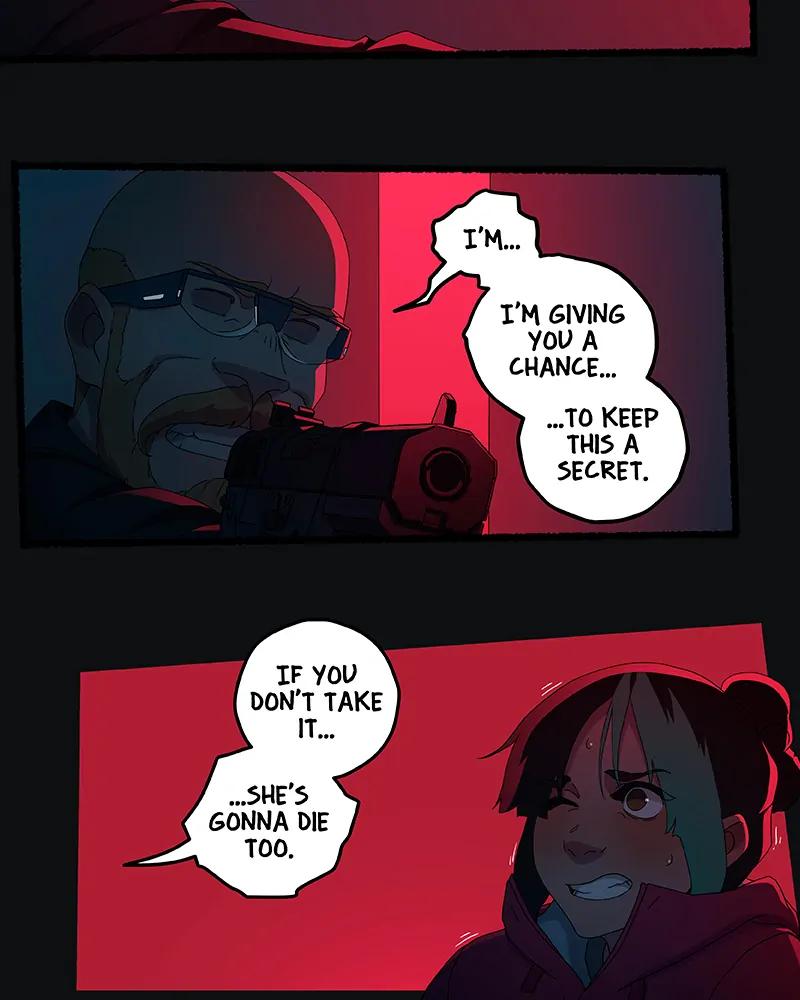 I'M...
I'M GIVING
YOU A
CHANCE...
...TO KEEP
THIS A
SECRET.
IF YOU
DON'T TAKE
IT...
...SHE'S
GONNA DIE
TOO.